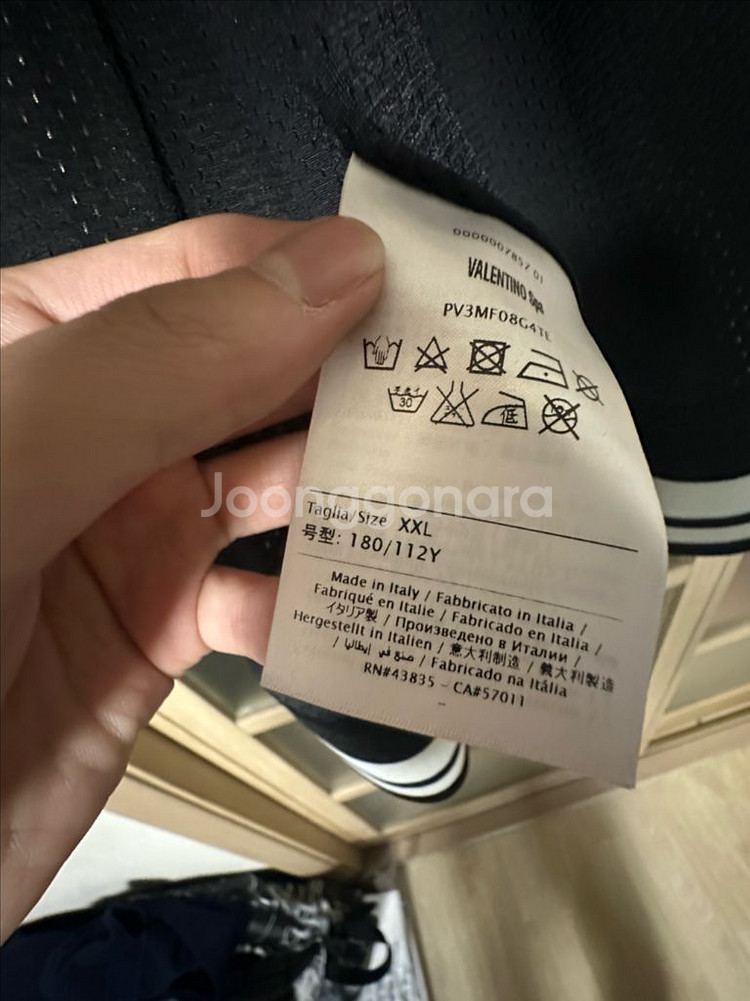 0000007857 01
VALENTINO spa
PV3MF08G4TE
30
低
Joonggonara
Taglia/Size XXL
号型: 180/112Y
Made in Italy / Fabbricato in Italia /
Fabriqué en Italie / Fabricado en Italia /
イタリア製 / Произведено в Италии /
Hergestellt in Italien / 意大利制造 / 義大利製造
/ صنع في إيطاليا / Fabricado na Itália
RN#43835 - CA#57011